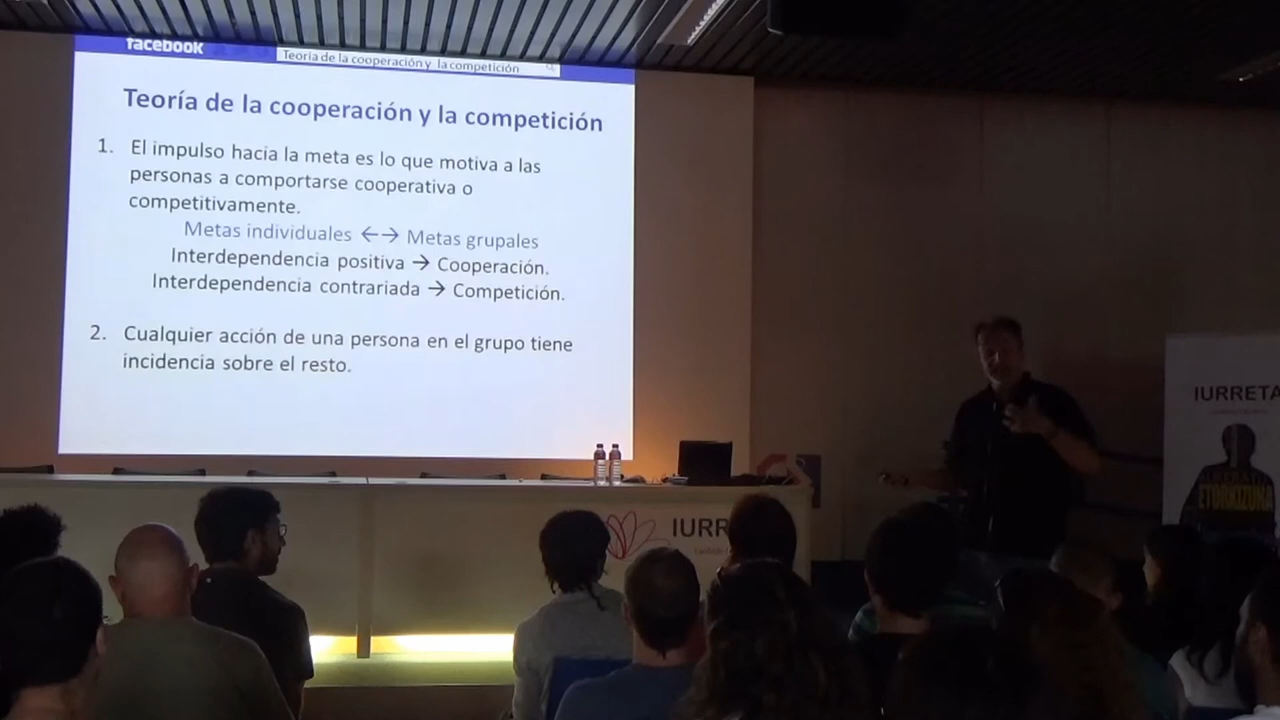 facebook
Teoría de la cooperación y la competición
Teoría de la cooperación y la competición
1. El impulso hacia la meta es lo que motiva a las
personas a comportarse cooperativa o
competitivamente.
Metas individuales ←→ Metas grupales
Interdependencia positiva → Cooperación.
Interdependencia contrariada → Competición.
2. Cualquier acción de una persona en el grupo tiene
incidencia sobre el resto.
IURRETA
ETORKIZUNA
IURR